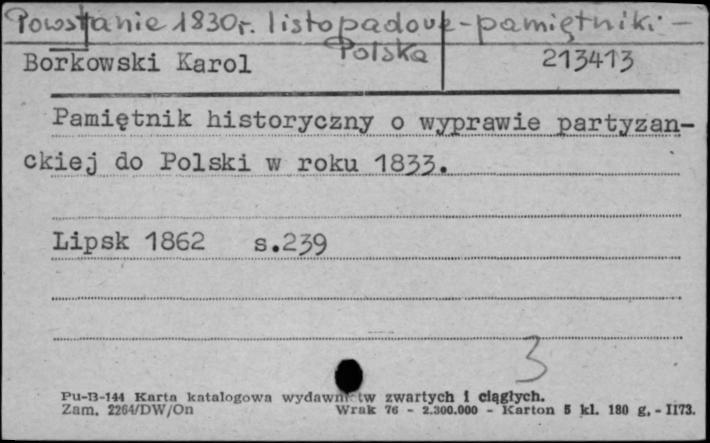 Powstanie 1830r. listopadowe - pamiętniki -
Polska
Borkowski Karol 213413
Pamiętnik historyczny o wyprawie partyzan-
ckiej do Polski w roku 1833.
Lipsk 1862 s.239
3
Pu-B-144 Karta katalogowa wydawnictw zwartych i ciągłych.
Zam. 2264/DW/On Wrak 76 - 2.300.000 - Karton 5 kl. 180 g. - II73.